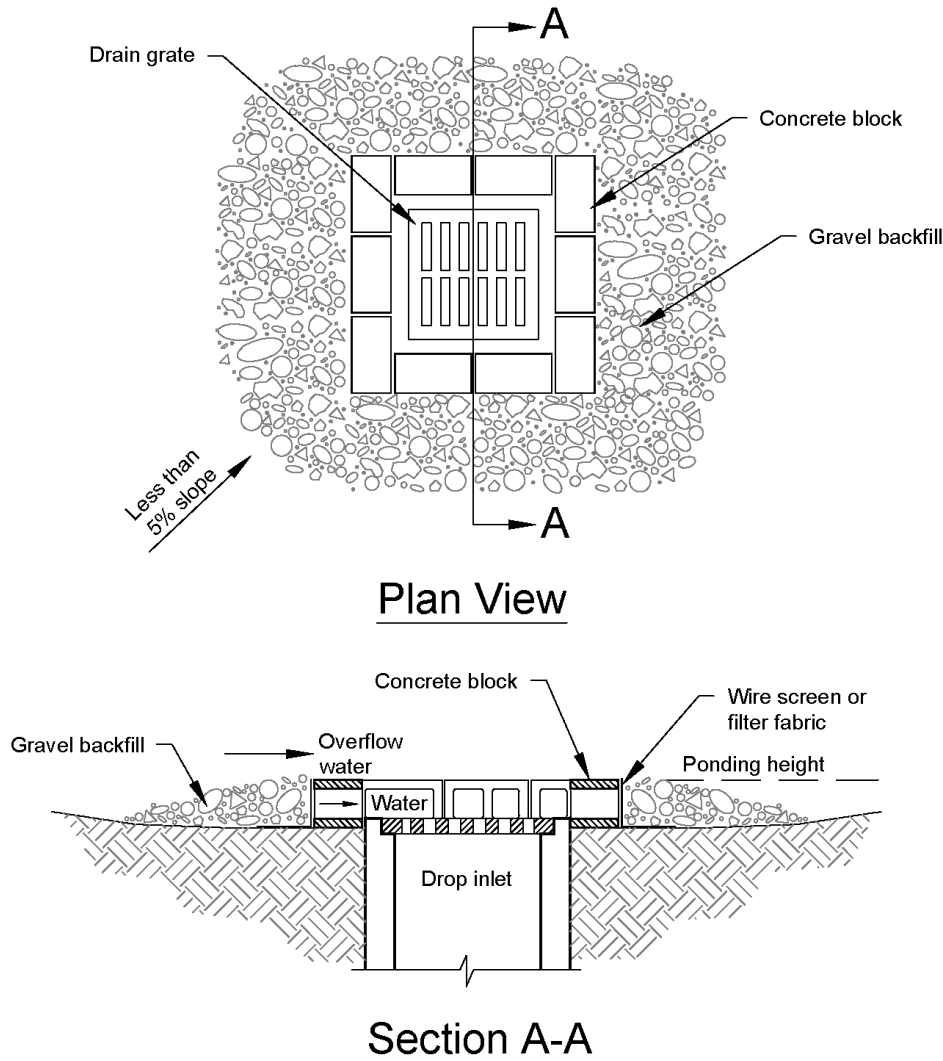 A
Drain grate
Concrete block
Gravel backfill
Less than
5% slope
A
Plan View
Concrete block
Wire screen or
filter fabric
Gravel backfill
Overflow
water
Ponding height
Water
Drop inlet
Section A-A